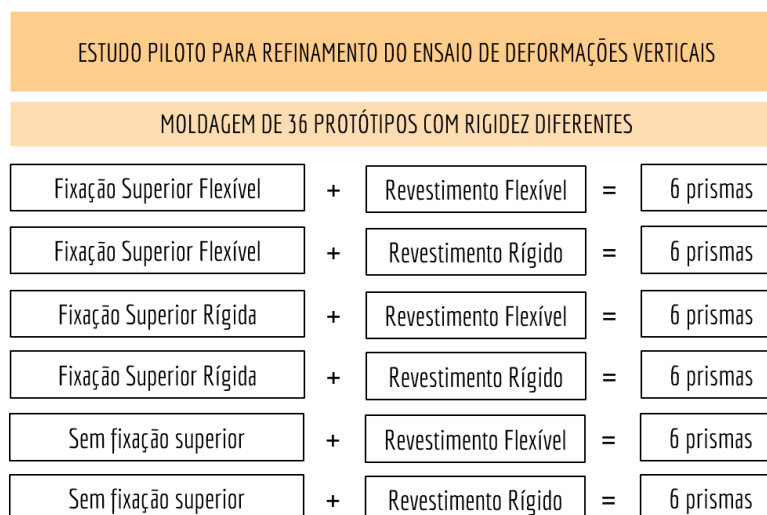 ESTUDO PILOTO PARA REFINAMENTO DO ENSAIO DE DEFORMAÇÕES VERTICAIS
MOLDAGEM DE 36 PROTÓTIPOS COM RIGIDEZ DIFERENTES
Fixação Superior Flexível + Revestimento Flexível = 6 prismas
Fixação Superior Flexível + Revestimento Rígido = 6 prismas
Fixação Superior Rígida + Revestimento Flexível = 6 prismas
Fixação Superior Rígida + Revestimento Rígido = 6 prismas
Sem fixação superior + Revestimento Flexível = 6 prismas
Sem fixação superior + Revestimento Rígido = 6 prismas